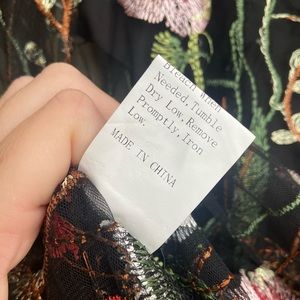 Bleach When
Needed,Tumble
Dry Low,Remove
Promptly,Iron
Low.
MADE IN CHINA